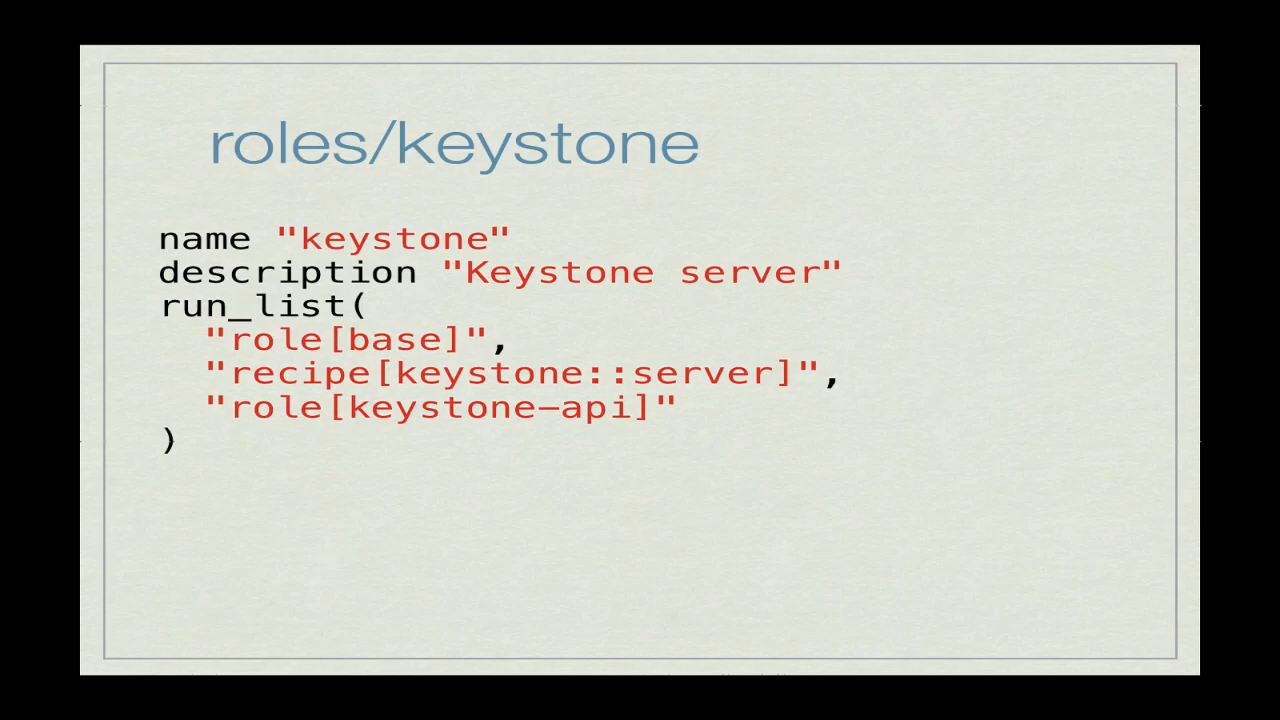 roles/keystone
name "keystone"
description "Keystone server"
run_list(
  "role[base]",
  "recipe[keystone::server]",
  "role[keystone-api]"
)